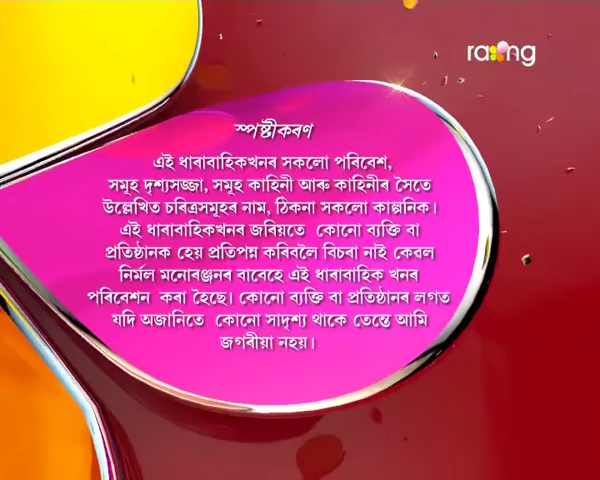 rang
স্পষ্টীকৰণ
এই ধাৰাবাহিকখনৰ সকলো পৰিবেশ,
সমূহ দৃশ্যসজ্জা, সমূহ কাহিনী আৰু কাহিনীৰ সৈতে
উল্লেখিত চৰিত্ৰসমূহৰ নাম, ঠিকনা সকলো কাল্পনিক।
এই ধাৰাবাহিকখনৰ জৰিয়তে কোনো ব্যক্তি বা
প্ৰতিষ্ঠানক হেয় প্ৰতিপন্ন কৰিবলৈ বিচৰা নাই কেৱল
নিৰ্মল মনোৰঞ্জনৰ বাবেহে এই ধাৰাবাহিক খনৰ
পৰিবেশন কৰা হৈছে। কোনো ব্যক্তি বা প্ৰতিষ্ঠানৰ লগত
যদি অজানিতে কোনো সাদৃশ্য থাকে তেন্তে আমি
জগৰীয়া নহয়।